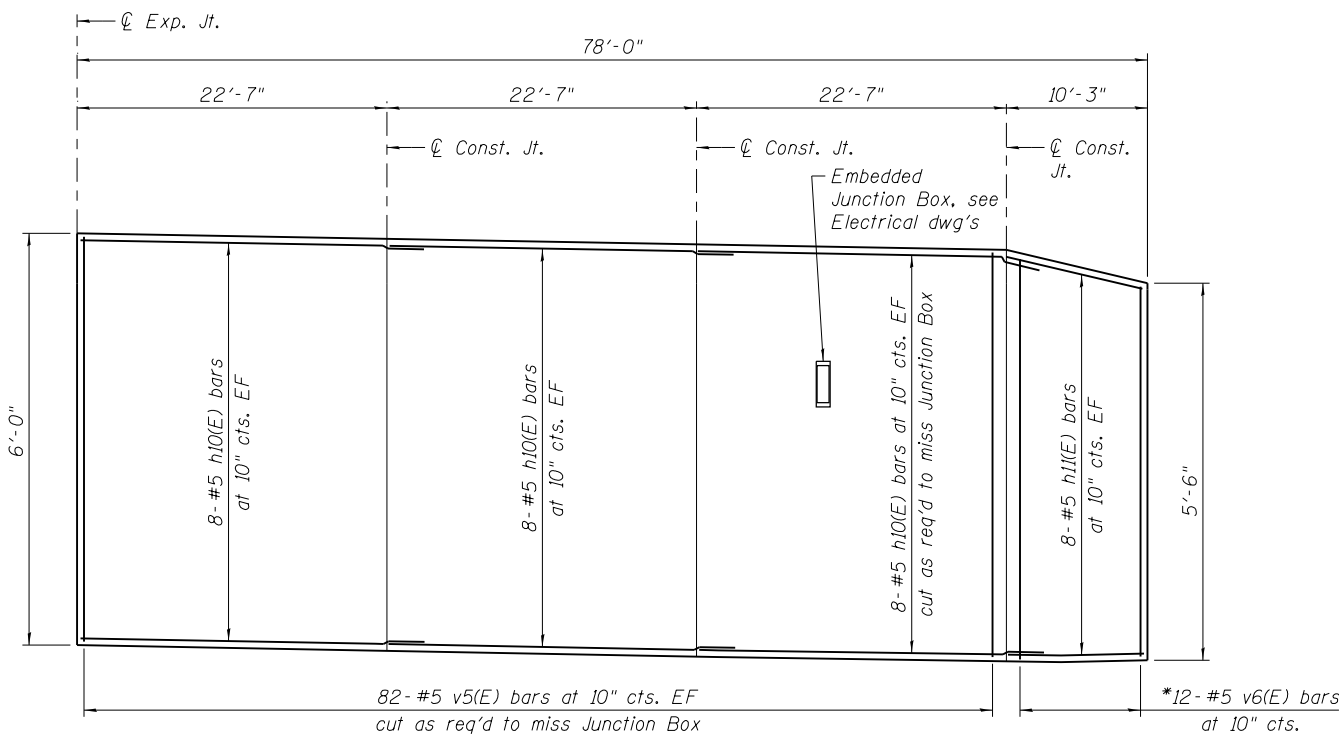 ℄ Exp. Jt.
78'-0"
22'-7"
22'-7"
22'-7"
10'-3"
℄ Const. Jt.
℄ Const. Jt.
℄ Const.
Jt.
Embedded
Junction Box, see
Electrical dwg's
6'-0"
8-#5 h10(E) bars
at 10" cts. EF
8-#5 h10(E) bars
at 10" cts. EF
8-#5 h10(E) bars at 10" cts. EF
cut as req'd to miss Junction Box
8-#5 h11(E) bars
at 10" cts. EF
5'-6"
82-#5 v5(E) bars at 10" cts. EF
cut as req'd to miss Junction Box
*12-#5 v6(E) bars
at 10" cts.